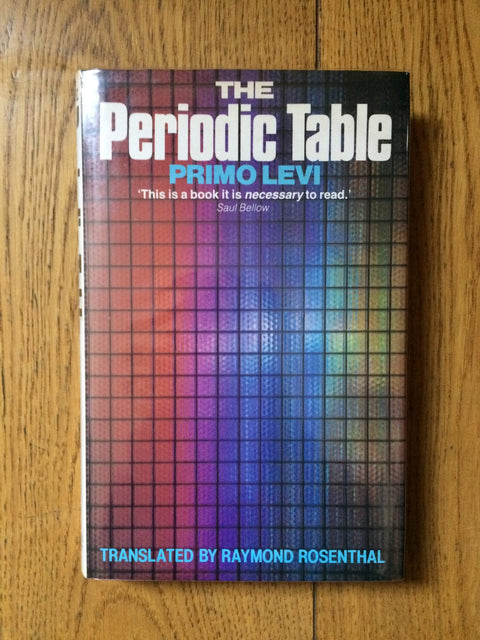 THE
Periodic Table
PRIMO LEVI
‘This is a book it is necessary to read.’
Saul Bellow
TRANSLATED BY RAYMOND ROSENTHAL